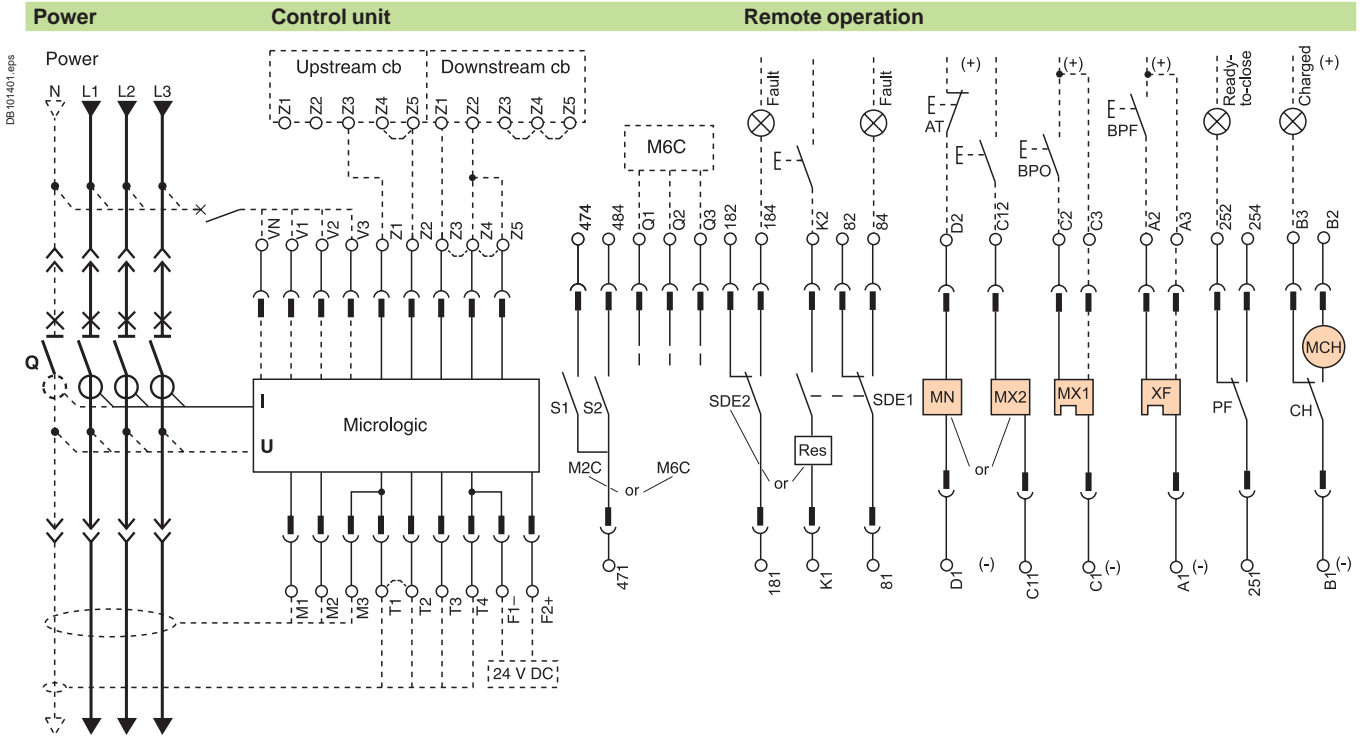 Power Control unit Remote operation
DB101401.eps
Power
N L1 L2 L3
Upstream cb Downstream cb
Z1 Z2 Z3 Z4 Z5 Z1 Z2 Z3 Z4 Z5
M6C
Fault Fault
(+) (+) (+) (+)
Ready-to-close
Charged
AT BPO BPF
VN V1 V2 V3 Z1 Z2 Z3 Z4 Z5
474 484 Q1 Q2 Q3 182 184 K2 82 84 D2 C12 C2 C3 A2 A3 252 254 B3 B2
Q
I
U
Micrologic
S1 S2
SDE2 SDE1
MN MX2 MX1 XF
PF CH
MCH
Res
M2C or M6C
or
or
M1 M2 M3 T1 T2 T3 T4 F1– F2+
471 181 K1 81 D1 (-) C11 C1 (-) A1 (-) 251 B1 (-)
24 V DC